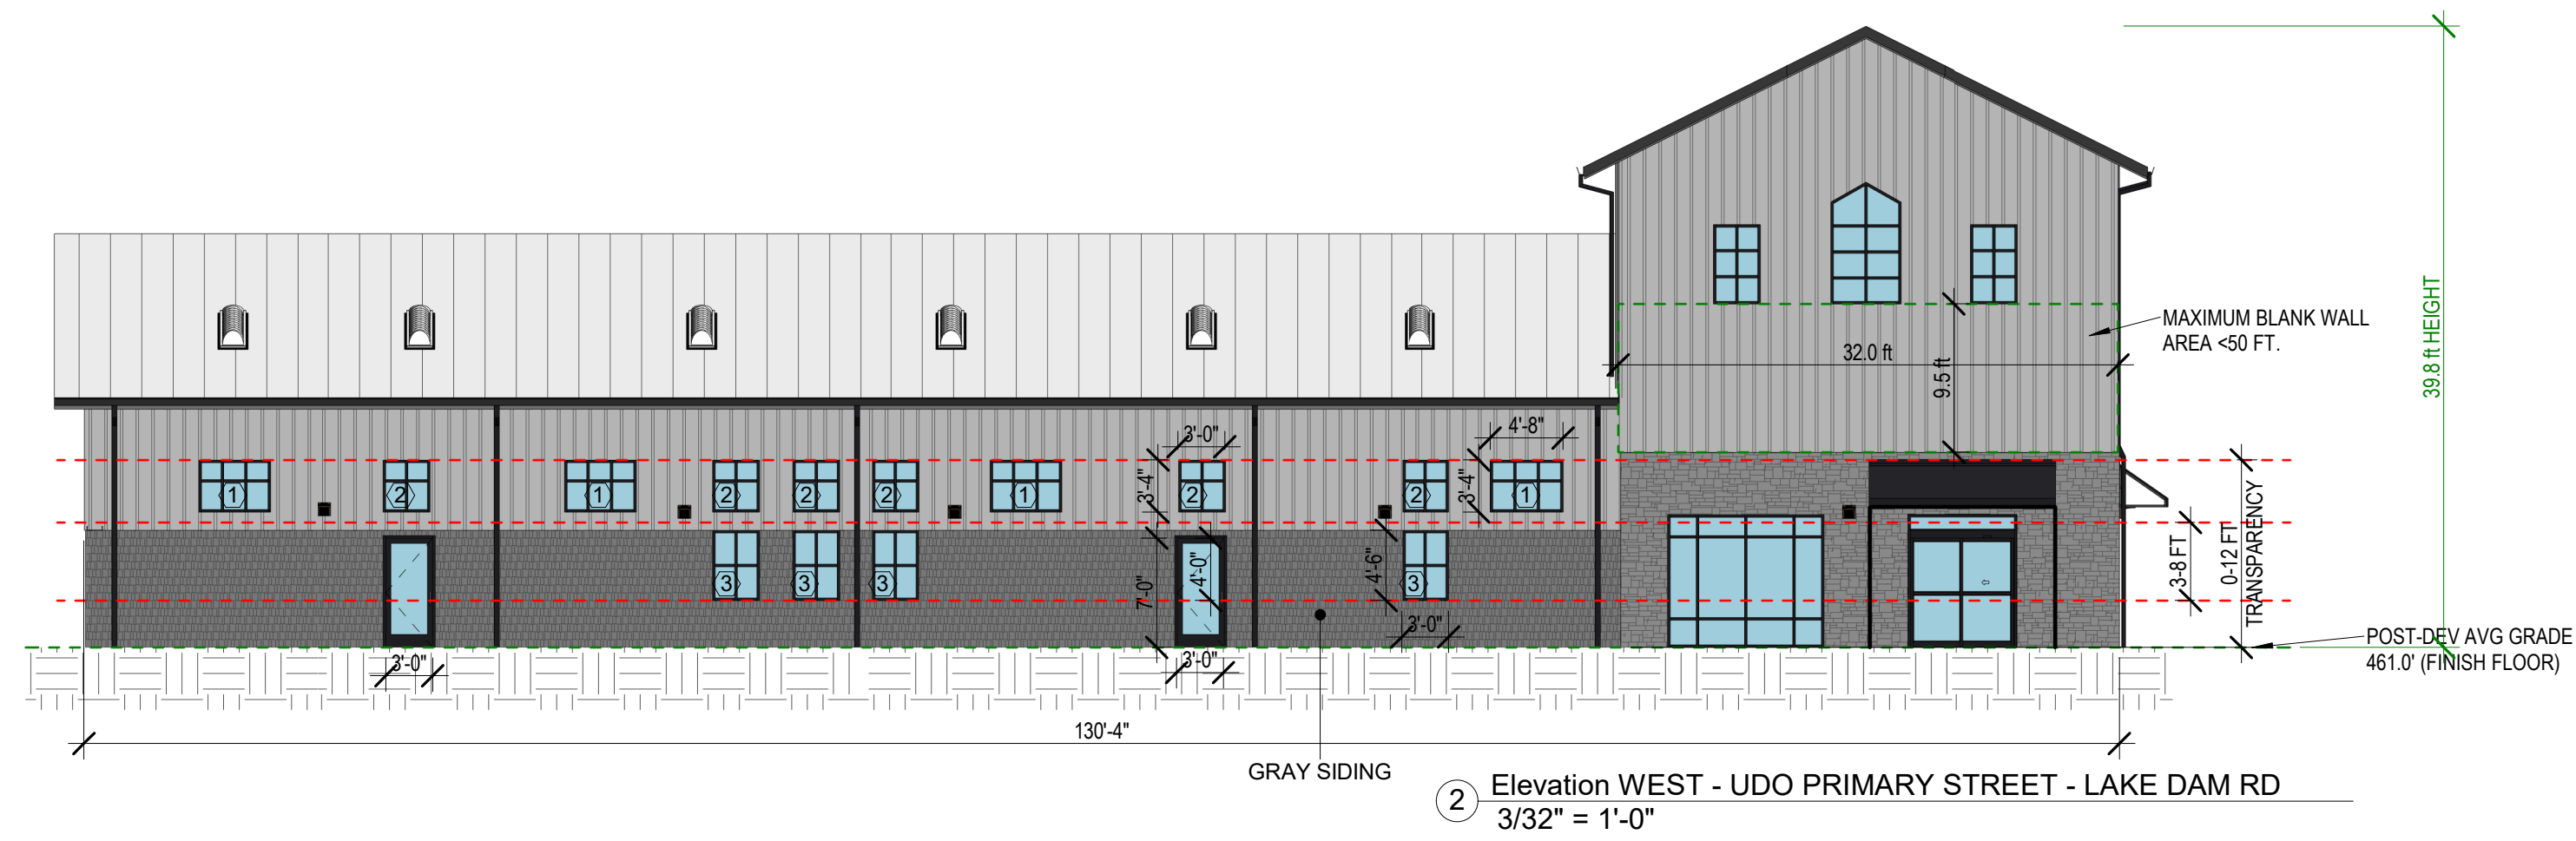 39.8 ft HEIGHT
MAXIMUM BLANK WALL
AREA <50 FT.
32.0 ft
9.5 ft
3'-0"
4'-8"
3'-4"
3'-4"
1
2
1
2
2
2
1
2
2
1
3
3
3
3
7'-0"
4'-0"
4'-6"
3'-0"
3-8 FT
0-12 FT
TRANSPARENCY
3'-0"
3'-0"
POST-DEV AVG GRADE
461.0' (FINISH FLOOR)
130'-4"
GRAY SIDING
2
Elevation WEST - UDO PRIMARY STREET - LAKE DAM RD
3/32" = 1'-0"